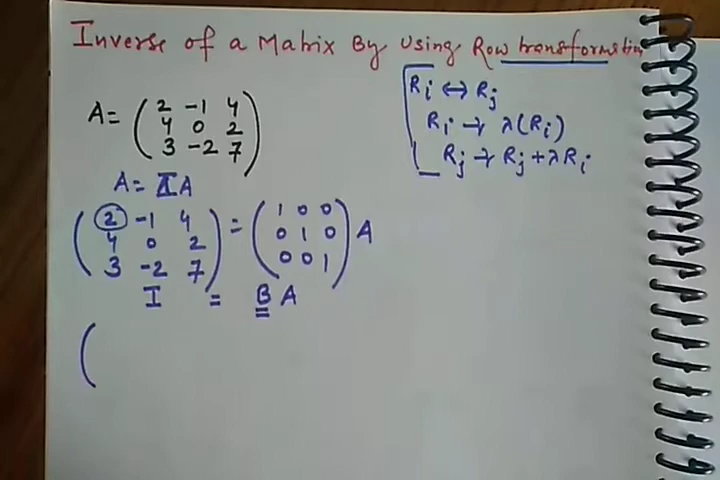 Inverse of a Matrix By Using Row transformation
A = ( 2 -1 4
4 0 2
3 -2 7 )
Ri ↔ Rj
Ri → λ(Ri)
Rj → Rj + λRi
A = IA
( 2 -1 4
4 0 2
3 -2 7 ) = ( 1 0 0
0 1 0
0 0 1 ) A
I = B A
(